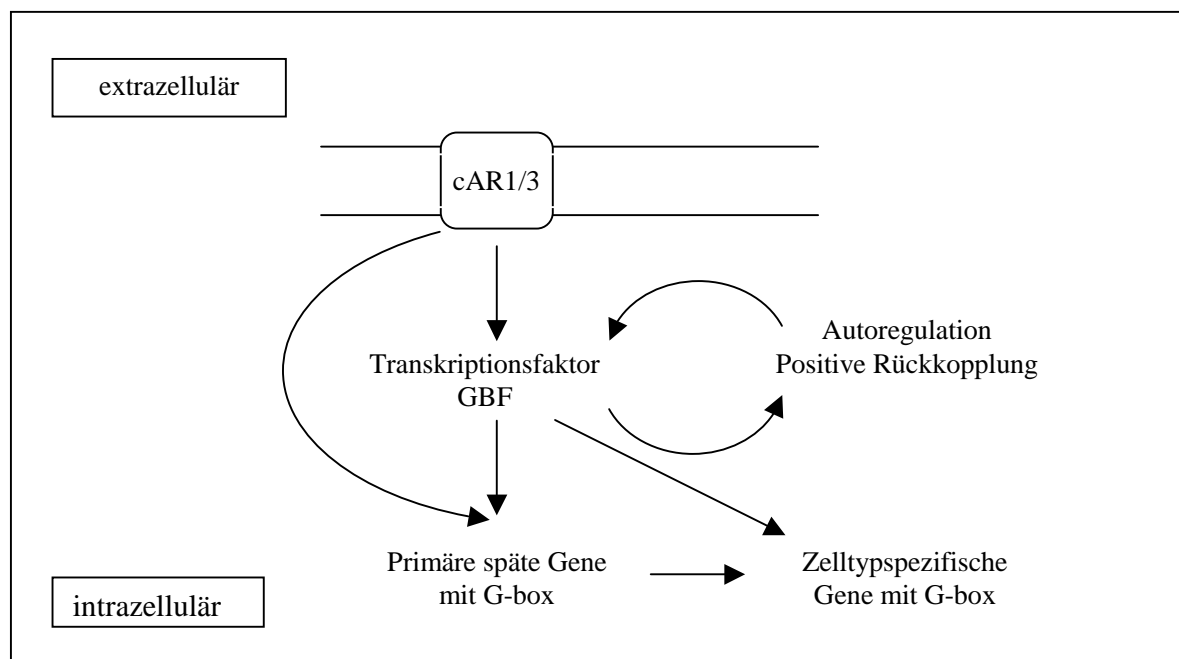 extrazellulär
cAR1/3
Autoregulation
Positive Rückkopplung
Transkriptionsfaktor
GBF
Primäre späte Gene
mit G-box
Zelltypspezifische
Gene mit G-box
intrazellulär